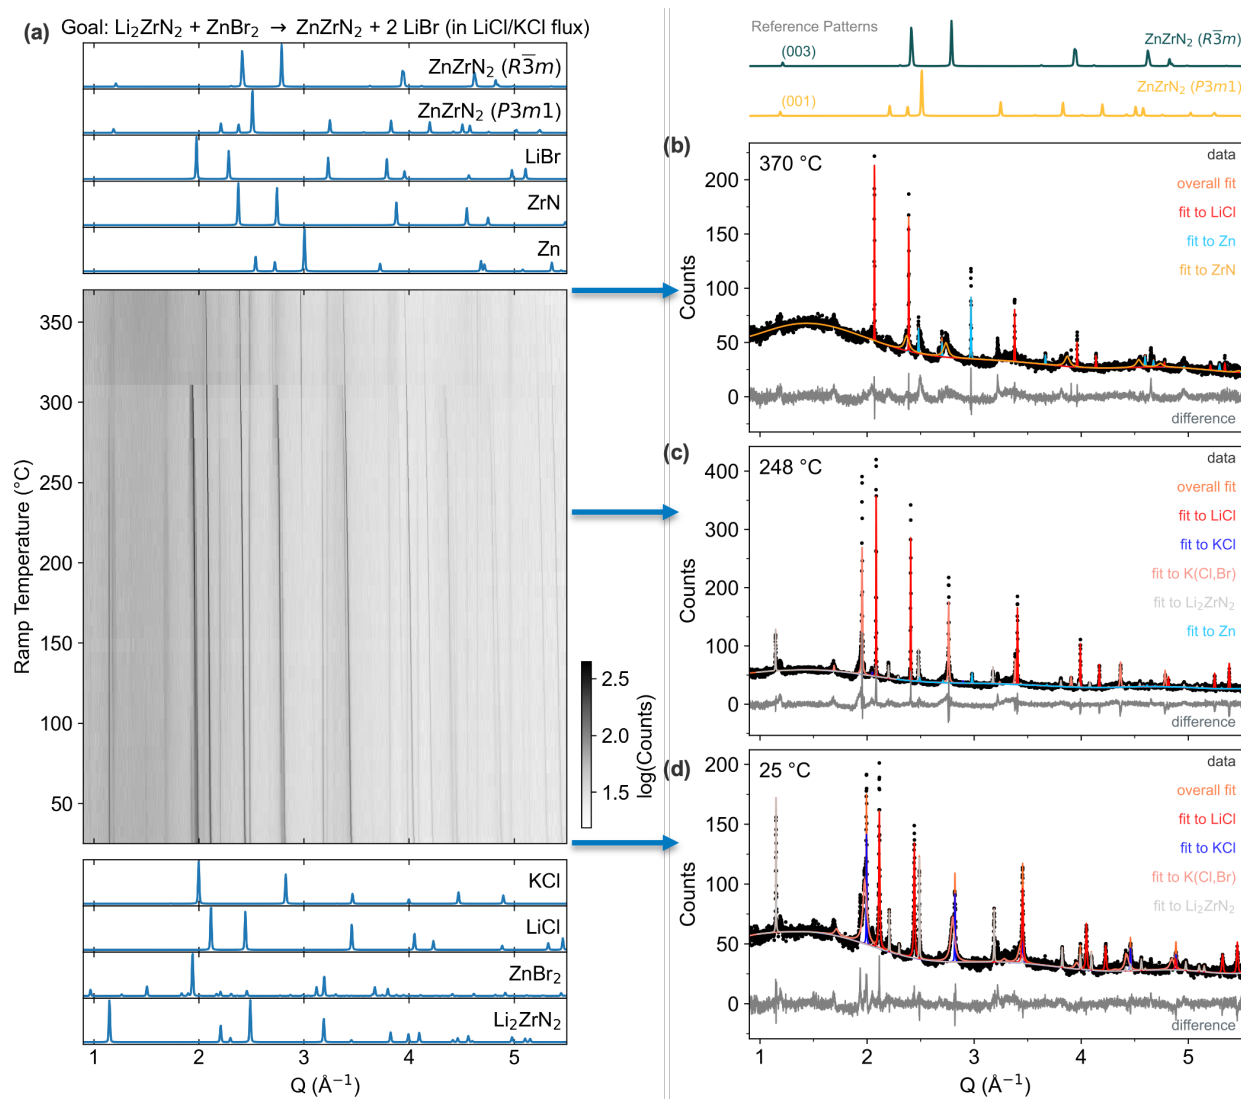 (a) Goal: Li₂ZrN₂ + ZnBr₂ → ZnZrN₂ + 2 LiBr (in LiCl/KCl flux)
ZnZrN₂ (R3̅m)
ZnZrN₂ (P3m1)
LiBr
ZrN
Zn
350
300
250
200
150
100
50
Ramp Temperature (°C)
2.5
2.0
1.5
log(Counts)
KCl
LiCl
ZnBr₂
Li₂ZrN₂
1 2 3 4 5
Q (Å⁻¹)
Reference Patterns
ZnZrN₂ (R3̅m)
(003)
ZnZrN₂ (P3m1)
(001)
(b)
370 °C
data
overall fit
fit to LiCl
fit to Zn
fit to ZrN
200
150
100
50
0
Counts
difference
(c)
248 °C
data
overall fit
fit to LiCl
fit to KCl
fit to K(Cl,Br)
fit to Li₂ZrN₂
fit to Zn
400
300
200
100
0
Counts
difference
(d)
25 °C
data
overall fit
fit to LiCl
fit to KCl
fit to K(Cl,Br)
fit to Li₂ZrN₂
200
150
100
50
0
Counts
difference
1 2 3 4 5
Q (Å⁻¹)